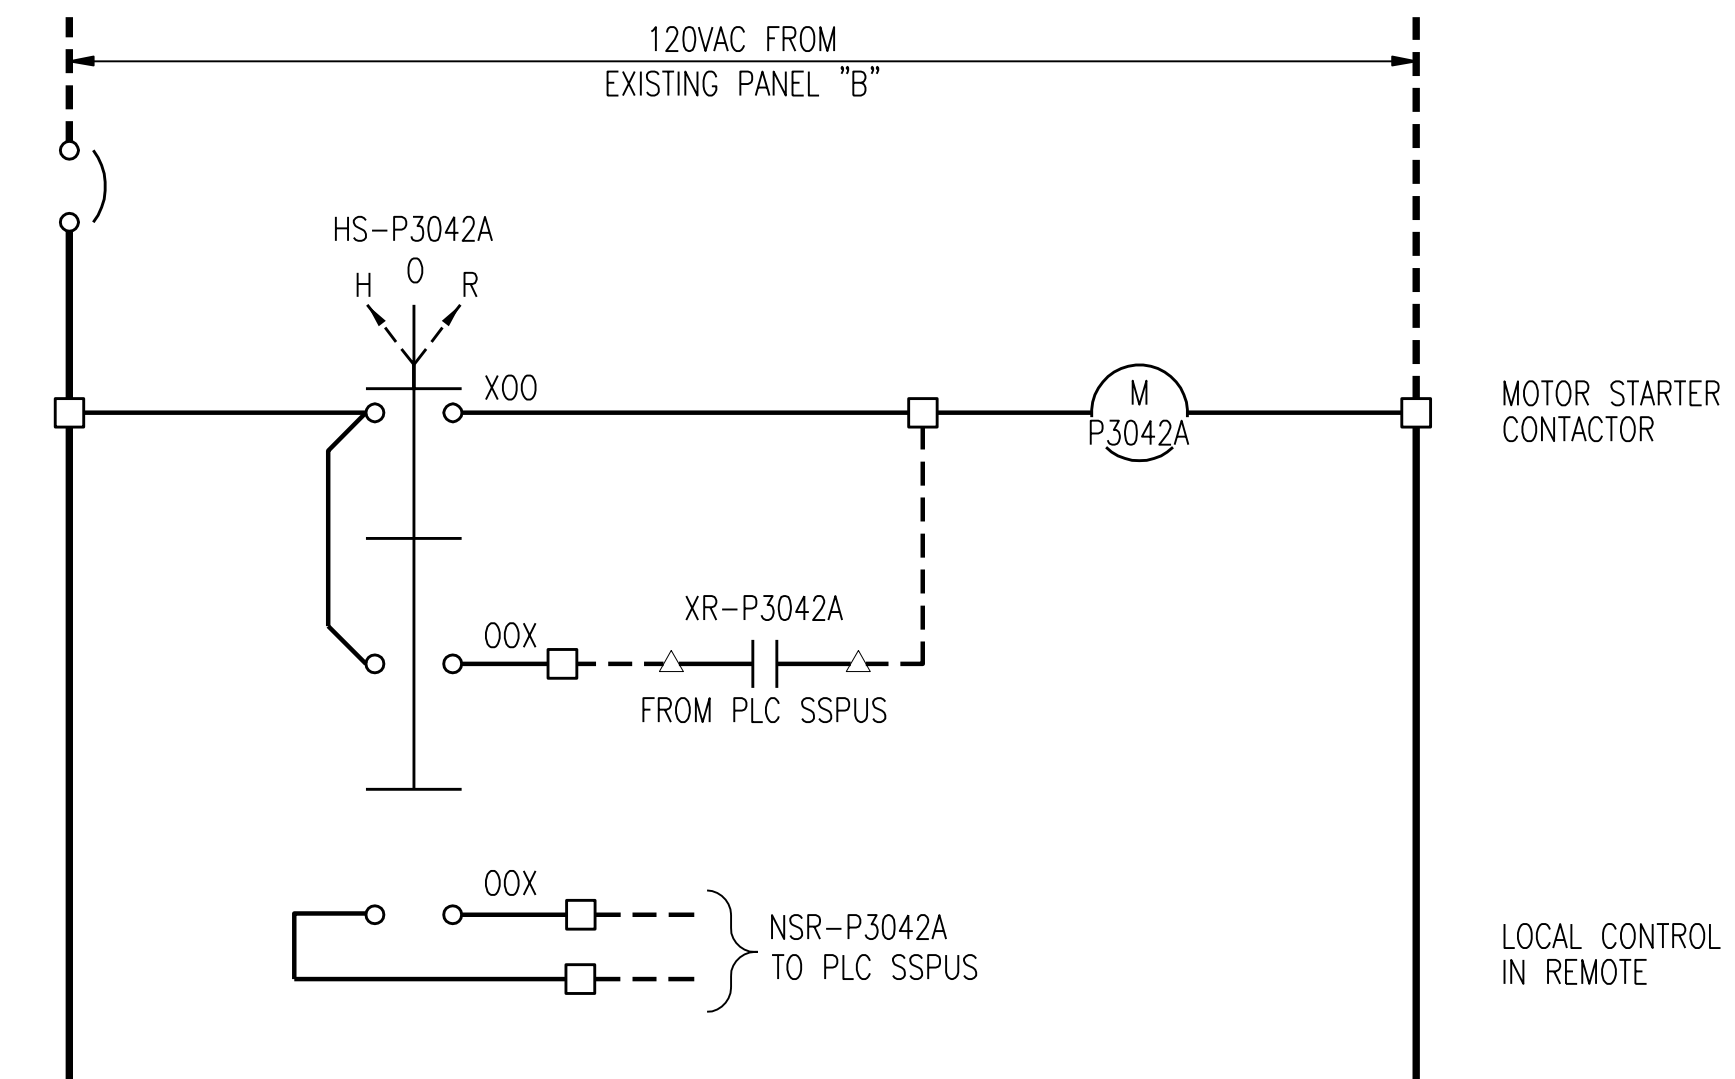 120VAC FROM
EXISTING PANEL "B"
HS-P3042A
O
H R
XOO
M
P3042A
MOTOR STARTER
CONTACTOR
XR-P3042A
OOX
FROM PLC SSPUS
OOX
NSR-P3042A
TO PLC SSPUS
LOCAL CONTROL
IN REMOTE